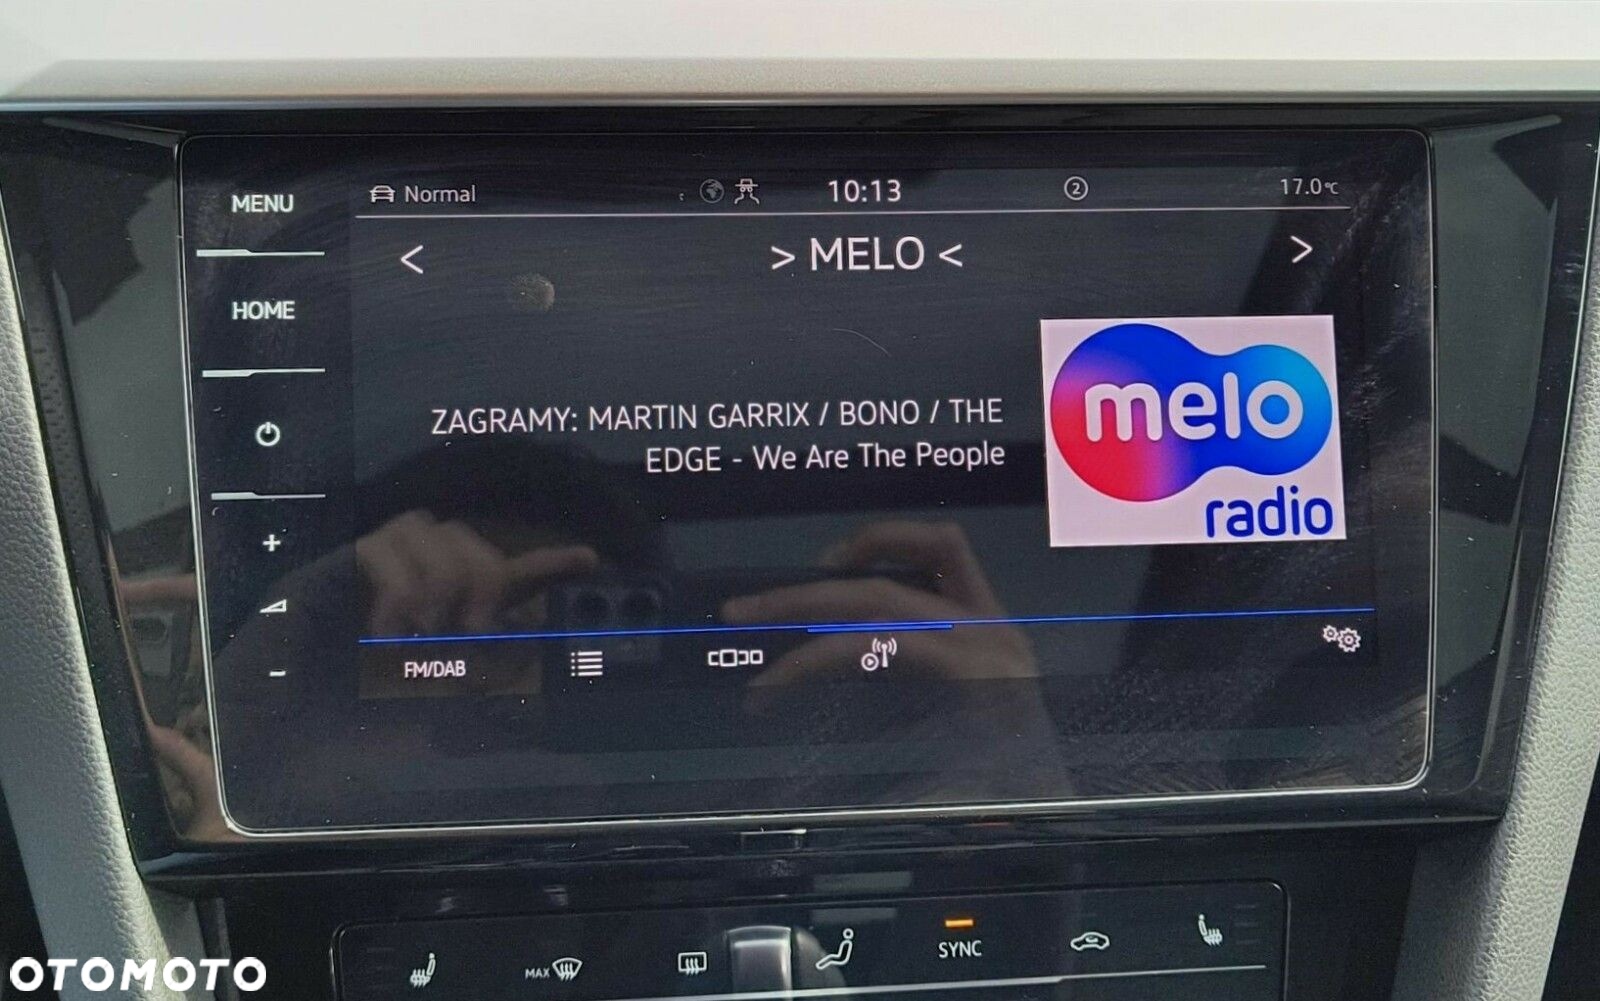 MENU
Normal
10:13
2
17.0°C
< > MELO < >
HOME
ZAGRAMY: MARTIN GARRIX / BONO / THE
EDGE - We Are The People
melo
radio
+
-
FM/DAB
MAX
SYNC
OTOMOTO